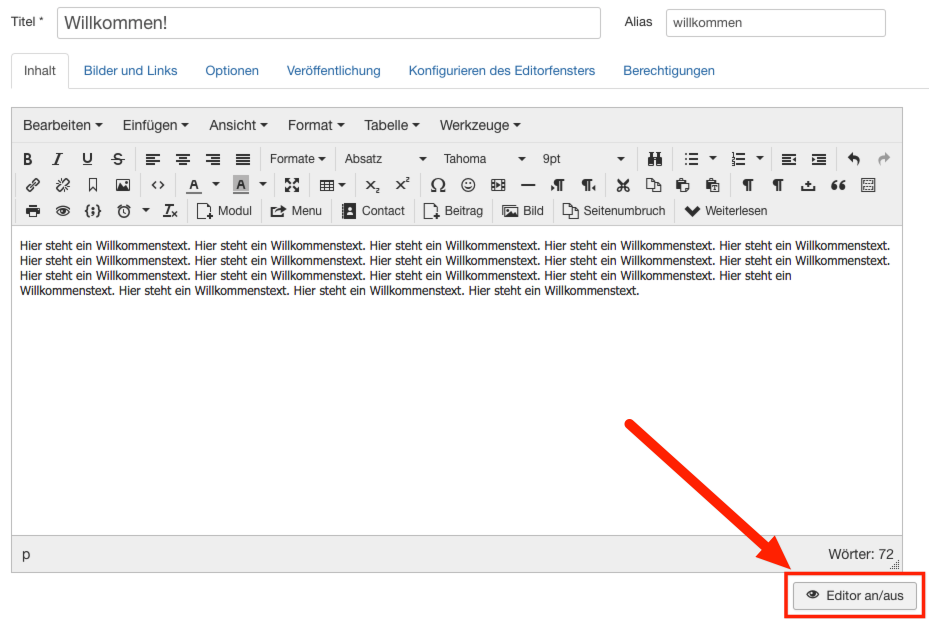 Titel * Willkommen! Alias willkommen
Inhalt Bilder und Links Optionen Veröffentlichung Konfigurieren des Editorfensters Berechtigungen
Bearbeiten Einfügen Ansicht Format Tabelle Werkzeuge
B I U S Formate Absatz Tahoma 9pt
A A x₂ x²
Modul Menu Contact Beitrag Bild Seitenumbruch Weiterlesen
Hier steht ein Willkommenstext. Hier steht ein Willkommenstext. Hier steht ein Willkommenstext. Hier steht ein Willkommenstext. Hier steht ein Willkommenstext.
Hier steht ein Willkommenstext. Hier steht ein Willkommenstext. Hier steht ein Willkommenstext. Hier steht ein Willkommenstext. Hier steht ein Willkommenstext.
Hier steht ein Willkommenstext. Hier steht ein Willkommenstext. Hier steht ein Willkommenstext. Hier steht ein Willkommenstext. Hier steht ein
Willkommenstext. Hier steht ein Willkommenstext. Hier steht ein Willkommenstext. Hier steht ein Willkommenstext.
p Wörter: 72
Editor an/aus